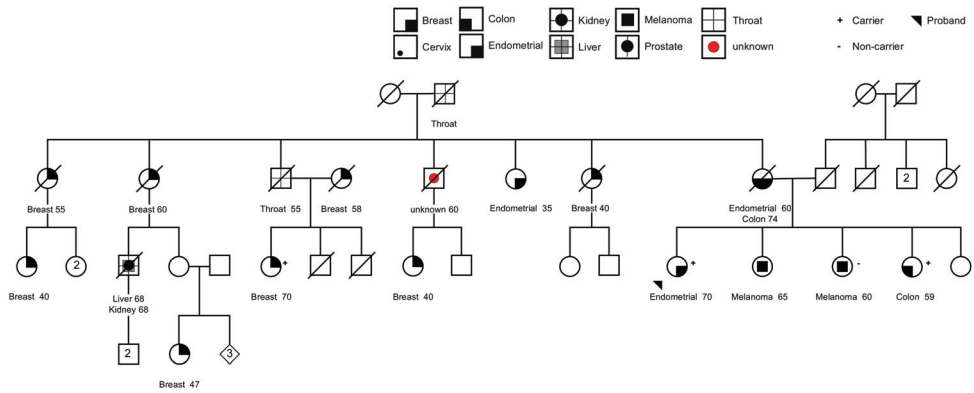 Breast Colon Kidney Melanoma Throat + Carrier Proband
Cervix Endometrial Liver Prostate unknown - Non-carrier
Throat
2
Breast 55 Breast 60 Throat 55 Breast 58 unknown 60 Endometrial 35 Breast 40 Endometrial 60
Colon 74
2 + + - +
Breast 40 Liver 68 Breast 70 Breast 40 Endometrial 70 Melanoma 65 Melanoma 60 Colon 59
Kidney 68
2 3
Breast 47